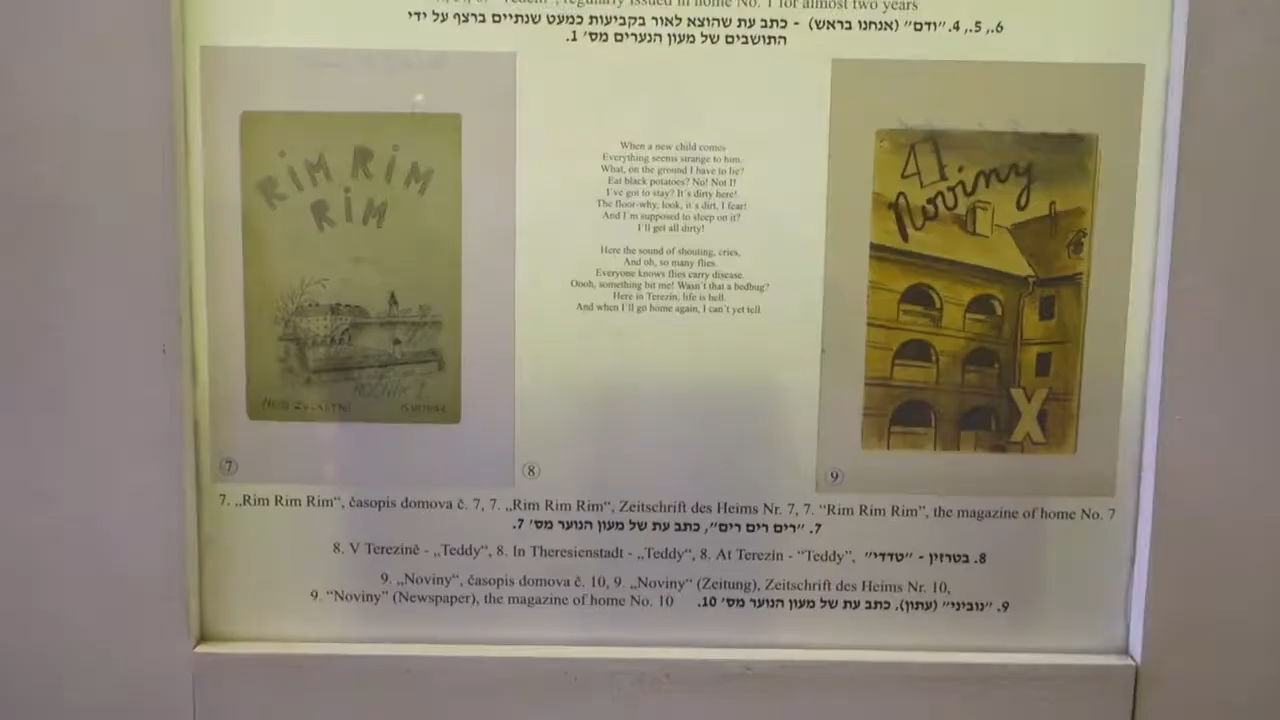 regularly issued in home No. 1 for almost two years
6., 5., 4. "ודם" (אנחנו בראש) - כתב עת שהוצא לאור בקביעות כמעט שנתיים ברצף על ידי
התושבים של מעון הנערים מס' 1.
RIM RIM
RIM
ROČNÍK I.
ČÍSLO ZVLÁŠTNÍ
7
When a new child comes
Everything seems strange to him.
What, on the ground I have to lie?
Eat black potatoes? No! Not I!
I've got to stay? It's dirty here!
The floor-why, look, it's dirt, I fear!
And I'm supposed to sleep on it?
I'll get all dirty!
Here the sound of shouting, cries,
And oh, so many flies.
Everyone knows flies carry disease.
Oooh, something bit me! Wasn't that a bedbug?
Here in Terezín, life is hell.
And when I'll go home again, I can't yet tell
8
Noviny
X
9
7. „Rim Rim Rim“, časopis domova č. 7, 7. „Rim Rim Rim“, Zeitschrift des Heims Nr. 7, 7. “Rim Rim Rim”, the magazine of home No. 7
7. "רים רים רים", כתב עת של מעון הנוער מס' 7.
8. V Terezíně - „Teddy“, 8. In Theresienstadt - „Teddy“, 8. At Terezín - “Teddy”, 8. בטרזין - "טדדי"
9. „Noviny“, časopis domova č. 10, 9. „Noviny“ (Zeitung), Zeitschrift des Heims Nr. 10,
9. “Noviny” (Newspaper), the magazine of home No. 10 9. "נוביני" (עתון), כתב עת של מעון הנוער מס' 10.